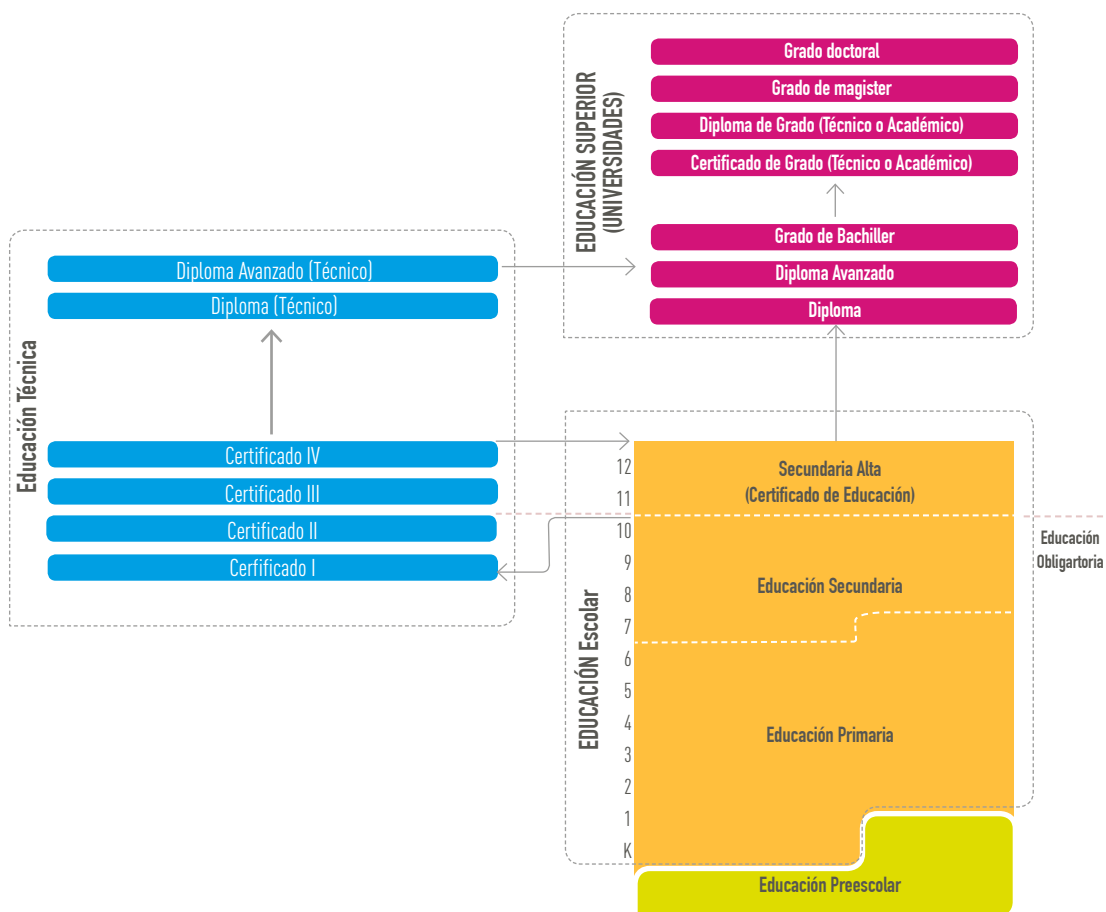 Grado doctoral
Grado de magister
Diploma de Grado (Técnico o Académico)
Certificado de Grado (Técnico o Académico)
Grado de Bachiller
Diploma Avanzado
Diploma
EDUCACIÓN SUPERIOR
(UNIVERSIDADES)
Diploma Avanzado (Técnico)
Diploma (Técnico)
Certificado IV
Certificado III
Certificado II
Cerfificado I
Educación Técnica
EDUCACIÓN Escolar
12
11
10
9
8
7
6
5
4
3
2
1
K
Secundaria Alta
(Certificado de Educación)
Educación Secundaria
Educación Primaria
Educación Preescolar
Educación
Obligartoria